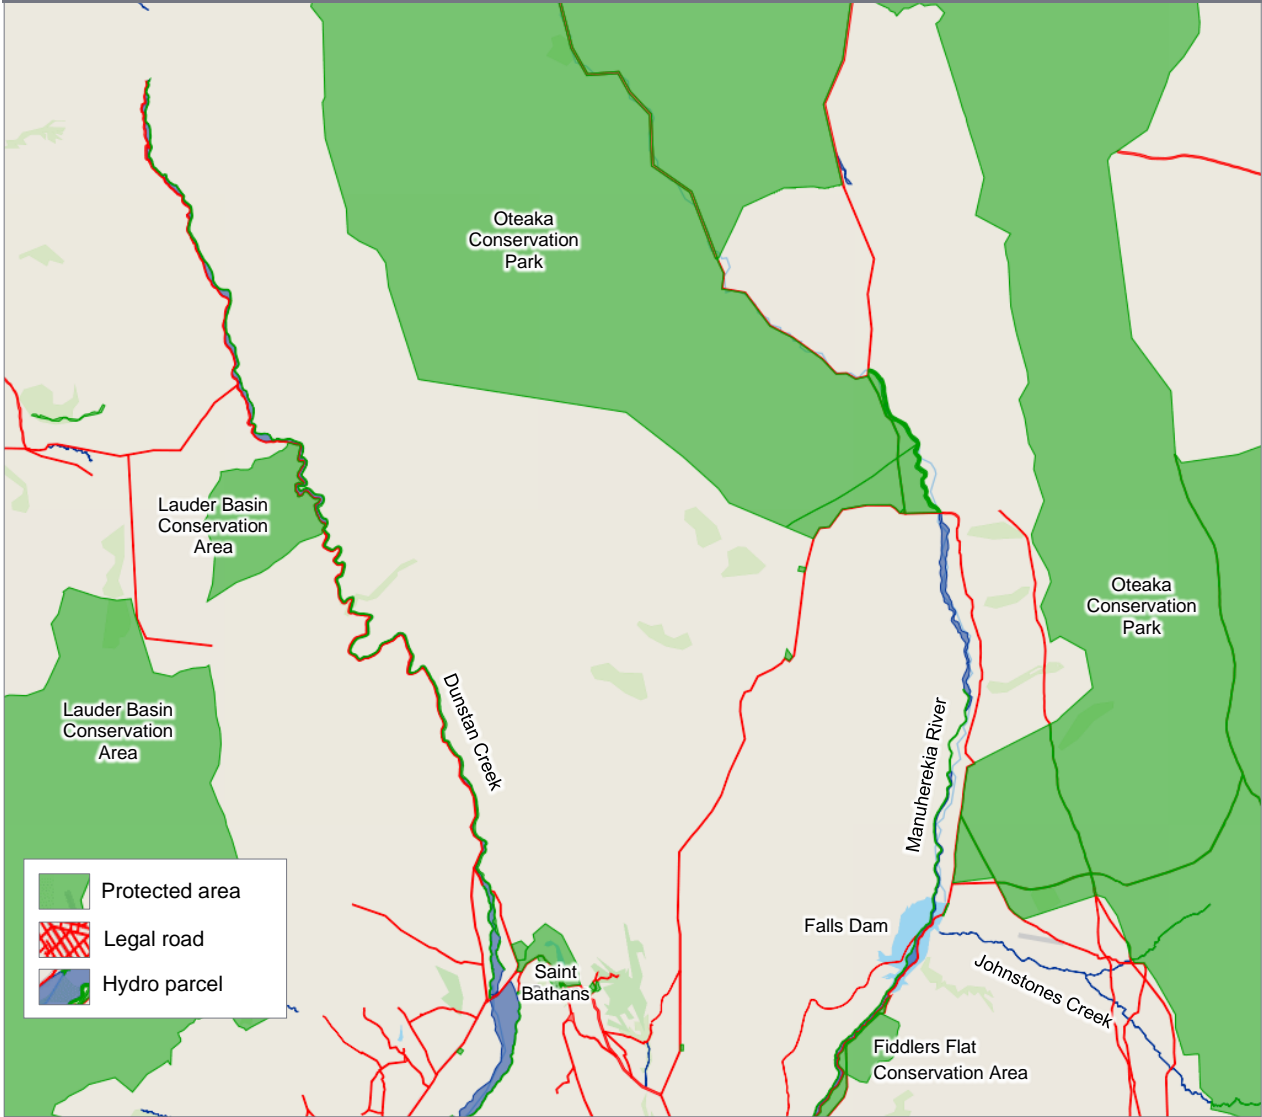 Oteaka
Conservation
Park
Lauder Basin
Conservation
Area
Oteaka
Conservation
Park
Lauder Basin
Conservation
Area
Dunstan Creek
Manuherekia River
Protected area
Legal road
Hydro parcel
Falls Dam
Saint
Bathans
Johnstones Creek
Fiddlers Flat
Conservation Area